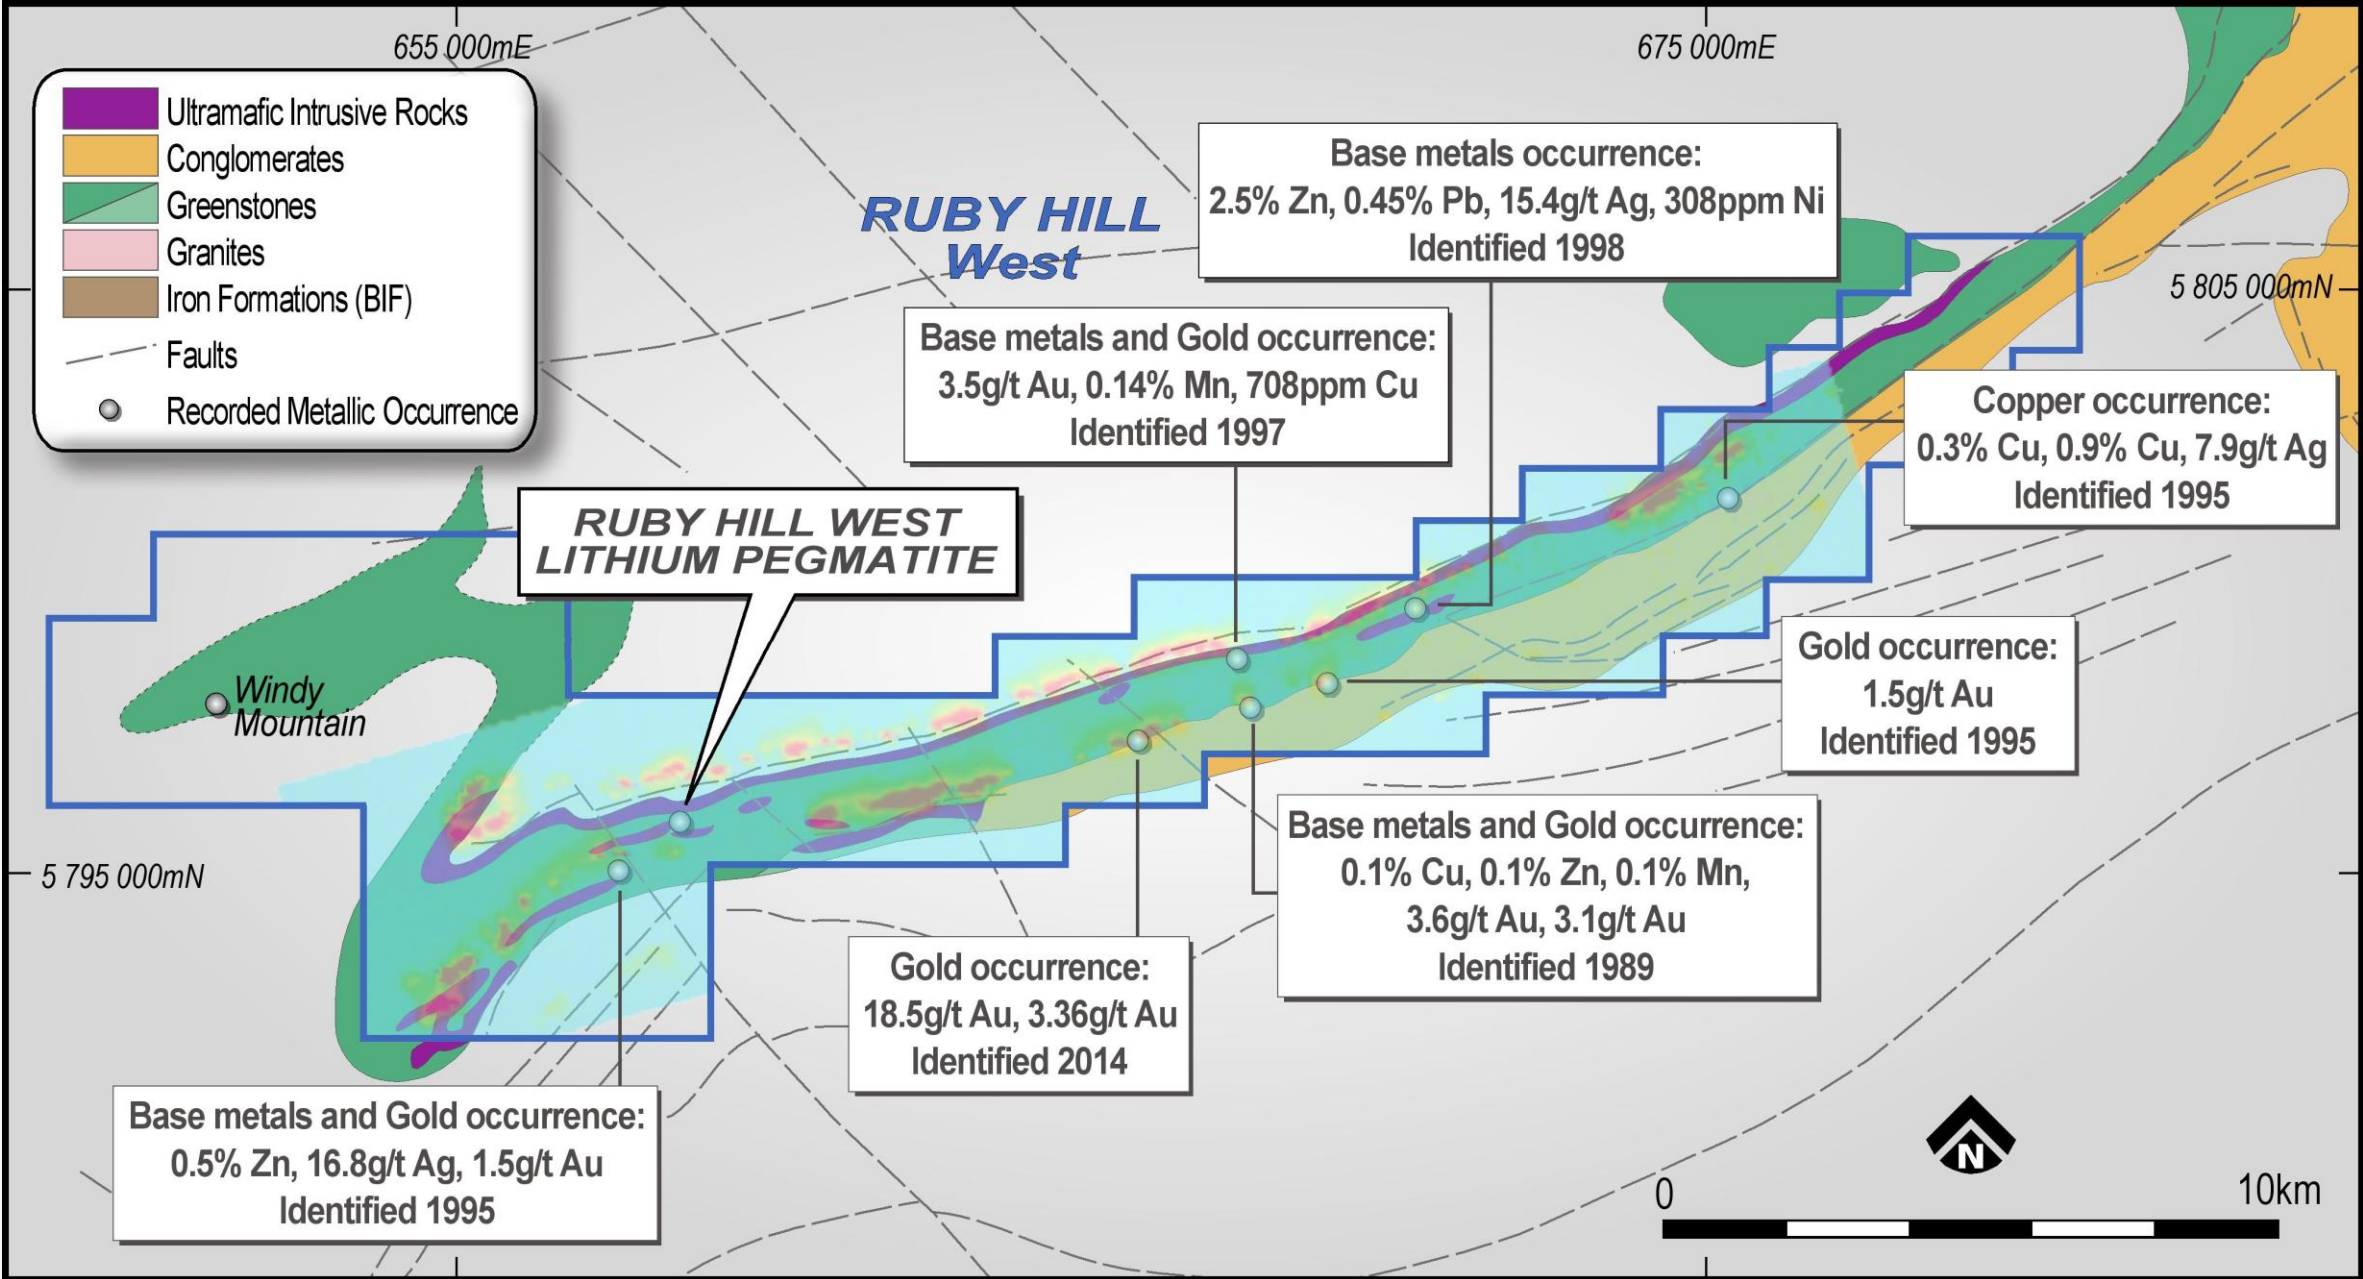 655 000mE
675 000mE
Ultramafic Intrusive Rocks
Conglomerates
Greenstones
Granites
Iron Formations (BIF)
Faults
Recorded Metallic Occurrence
RUBY HILL
West
Base metals occurrence:
2.5% Zn, 0.45% Pb, 15.4g/t Ag, 308ppm Ni
Identified 1998
5 805 000mN
Base metals and Gold occurrence:
3.5g/t Au, 0.14% Mn, 708ppm Cu
Identified 1997
Copper occurrence:
0.3% Cu, 0.9% Cu, 7.9g/t Ag
Identified 1995
RUBY HILL WEST
LITHIUM PEGMATITE
Windy
Mountain
Gold occurrence:
1.5g/t Au
Identified 1995
5 795 000mN
Base metals and Gold occurrence:
0.1% Cu, 0.1% Zn, 0.1% Mn,
3.6g/t Au, 3.1g/t Au
Identified 1989
Gold occurrence:
18.5g/t Au, 3.36g/t Au
Identified 2014
Base metals and Gold occurrence:
0.5% Zn, 16.8g/t Ag, 1.5g/t Au
Identified 1995
N
0
10km